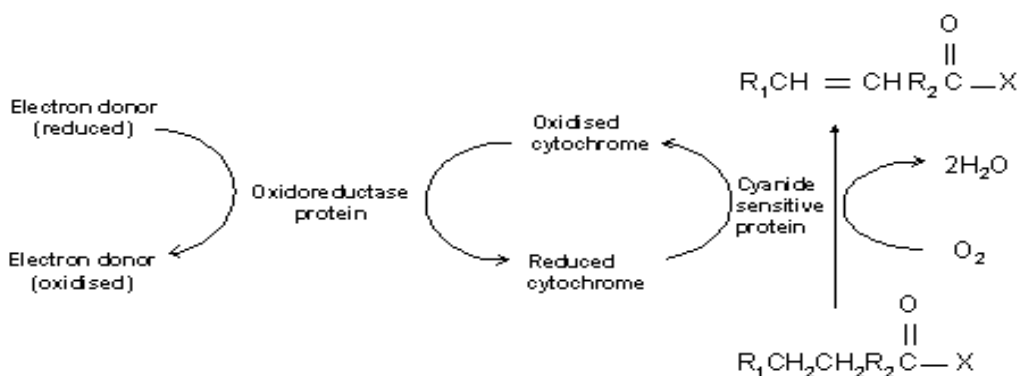 O
R₁CH = CHR₂C — X
Electron donor
(reduced)
Oxidised
cytochrome
2H₂O
Oxidoreductase
protein
Cyanide
sensitive
protein
Electron donor
(oxidised)
Reduced
cytochrome
O₂
O
R₁CH₂CH₂R₂C — X